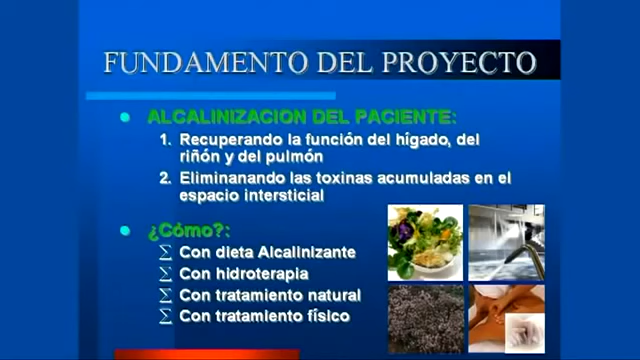 FUNDAMENTO DEL PROYECTO
ALCALINIZACION DEL PACIENTE:
1. Recuperando la función del hígado, del
riñón y del pulmón
2. Eliminanando las toxinas acumuladas en el
espacio intersticial
¿Cómo?:
∑ Con dieta Alcalinizante
∑ Con hidroterapia
∑ Con tratamiento natural
∑ Con tratamiento físico